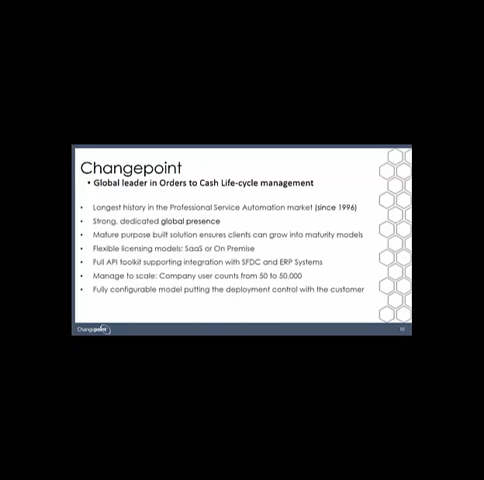 Changepoint
• Global leader in Orders to Cash Life-cycle management
• Longest history in the Professional Service Automation market (since 1996)
• Strong, dedicated global presence
• Mature purpose built solution ensures clients can grow into maturity models
• Flexible licensing models: SaaS or On Premise
• Full API toolkit supporting integration with SFDC and ERP Systems
• Manage to scale: Company user counts from 50 to 50,000
• Fully configurable model putting the deployment control with the customer
Changepoint